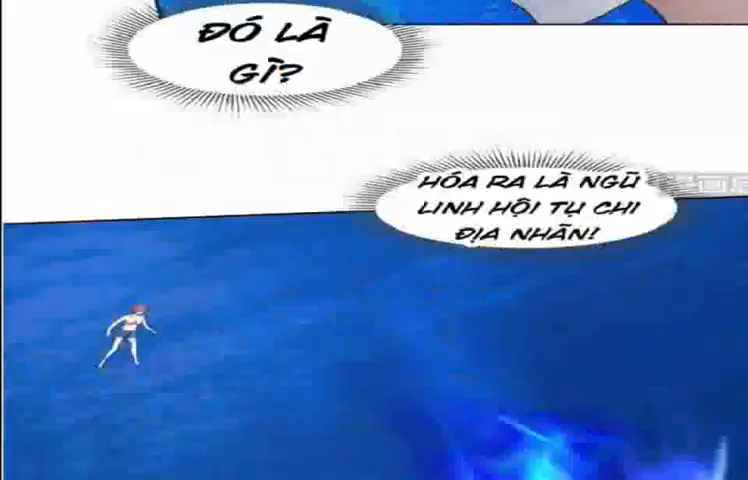 ĐÓ LÀ
GÌ?
HÓA RA LÀ NGŨ
LINH HỘI TỤ CHI
ĐỊA NHÃN!